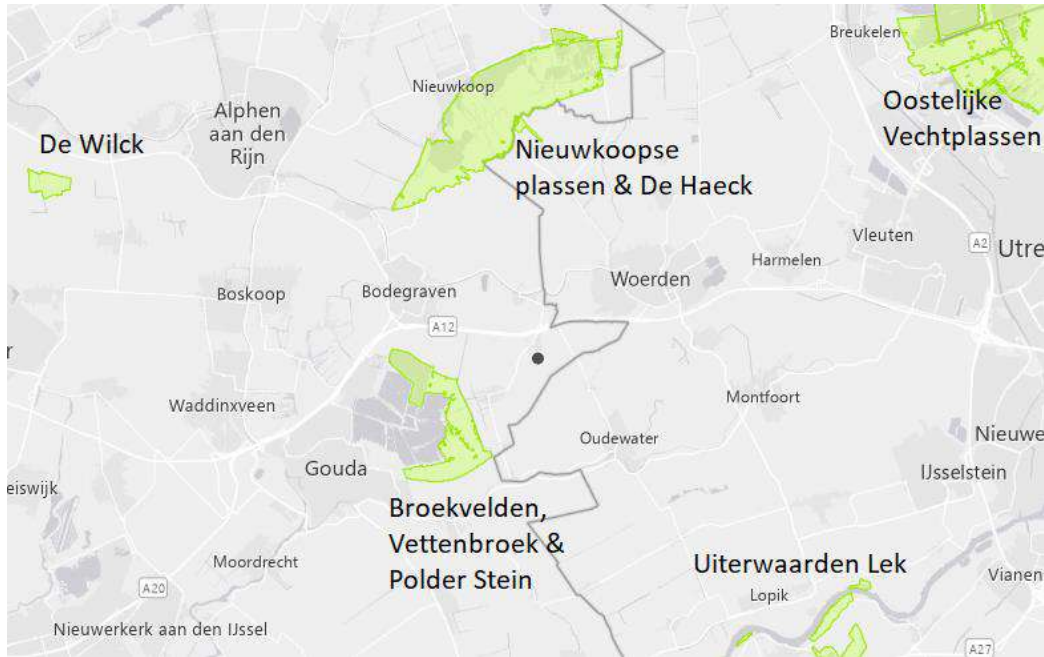 Breukelen
Nieuwkoop
Oostelijke
Vechtplassen
Alphen
aan den
Rijn
De Wilck
Nieuwkoopse
plassen & De Haeck
Vleuten
A2
Utre
Harmelen
Woerden
Boskoop
Bodegraven
A12
r
Waddinxveen
Montfoort
Oudewater
Nieuwe
Gouda
IJsselstein
eiswijk
Broekvelden,
Vettenbroek &
Polder Stein
Moordrecht
Uiterwaarden Lek
A20
Lopik
Vianen
Nieuwerkerk aan den IJssel
A27